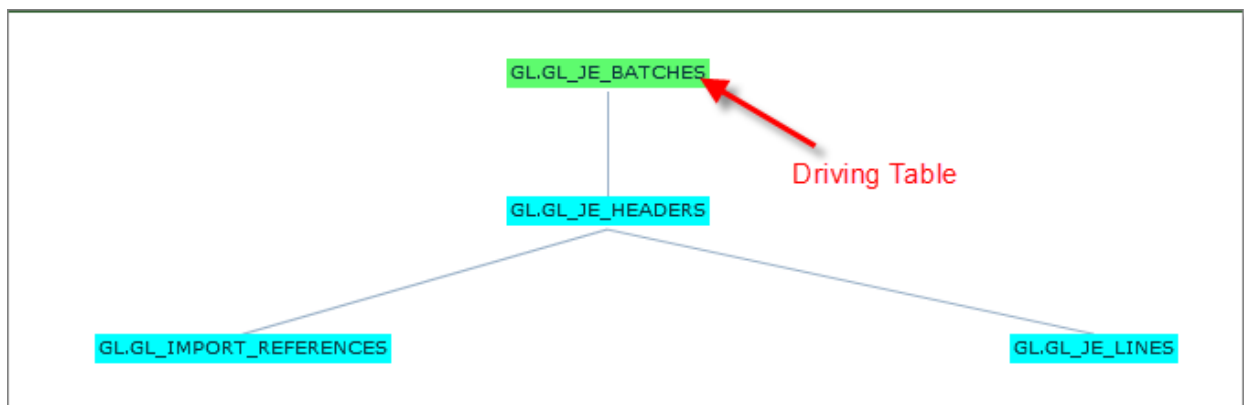 GL.GL_JE_BATCHES
Driving Table
GL.GL_JE_HEADERS
GL.GL_IMPORT_REFERENCES
GL.GL_JE_LINES